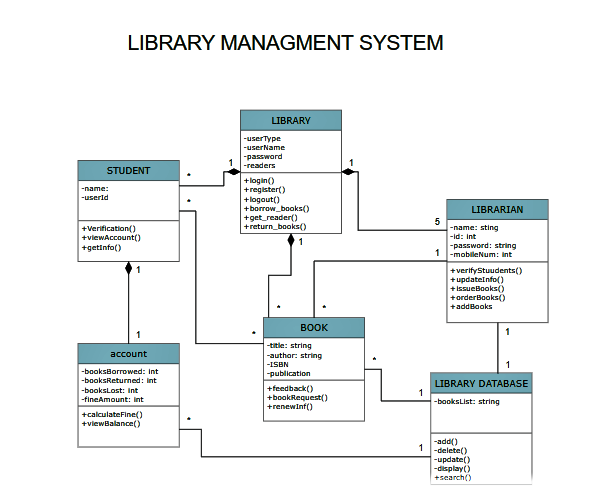 LIBRARY MANAGMENT SYSTEM
LIBRARY
-userType
-userName
-password
-readers
+login()
+register()
+logout()
+borrow_books()
+get_reader()
+return_books()
1
1
1
STUDENT
-name:
-userId
+Verification()
+viewAccount()
+getInfo()
*
*
1
LIBRARIAN
-name: sting
-id: int
-password: string
-mobileNum: int
+verifyStuudents()
+updateInfo()
+issueBooks()
+orderBooks()
+addBooks
5
1
1
BOOK
-title: string
-author: string
-ISBN
-publication
+feedback()
+bookRequest()
+renewInf()
*
*
*
*
account
-booksBorrowed: int
-booksReturned: int
-booksLost: int
-fineAmount: int
+calculateFine()
+viewBalance()
1
*
LIBRARY DATABASE
-booksList: string
-add()
-delete()
-update()
-display()
+search()
1
1
1